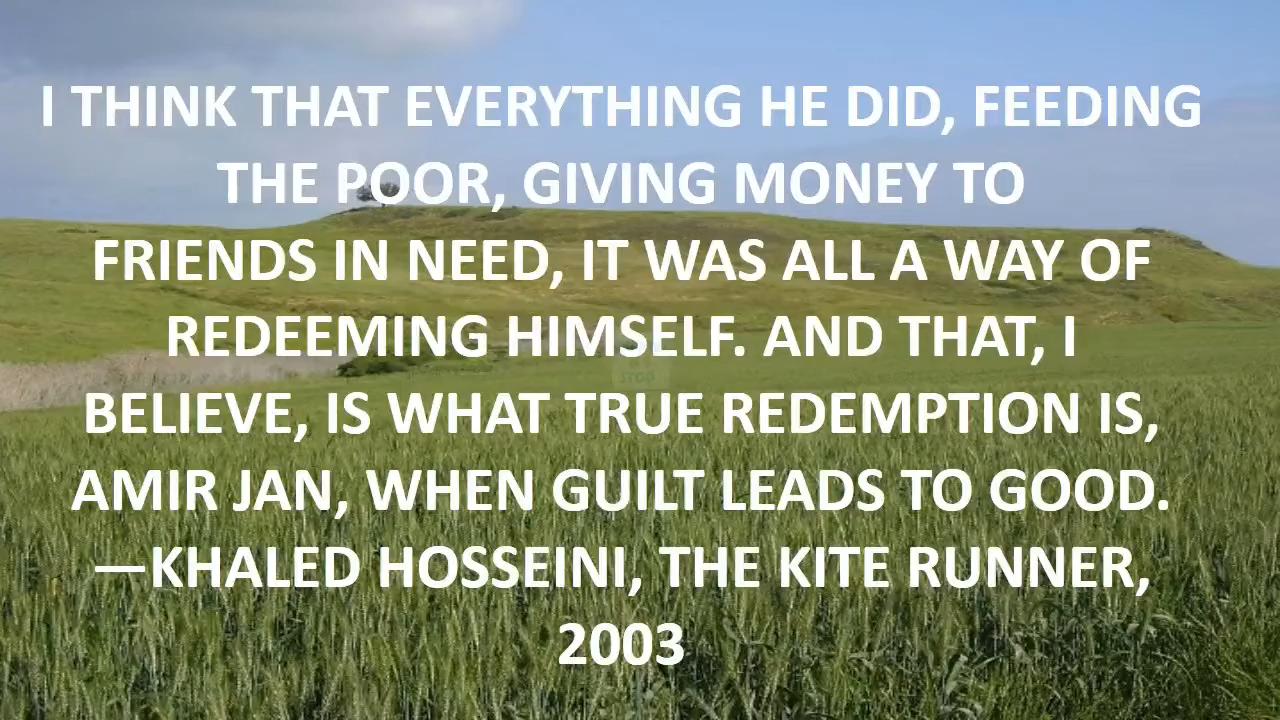 I THINK THAT EVERYTHING HE DID, FEEDING
THE POOR, GIVING MONEY TO
FRIENDS IN NEED, IT WAS ALL A WAY OF
REDEEMING HIMSELF. AND THAT, I
BELIEVE, IS WHAT TRUE REDEMPTION IS,
AMIR JAN, WHEN GUILT LEADS TO GOOD.
—KHALED HOSSEINI, THE KITE RUNNER,
2003